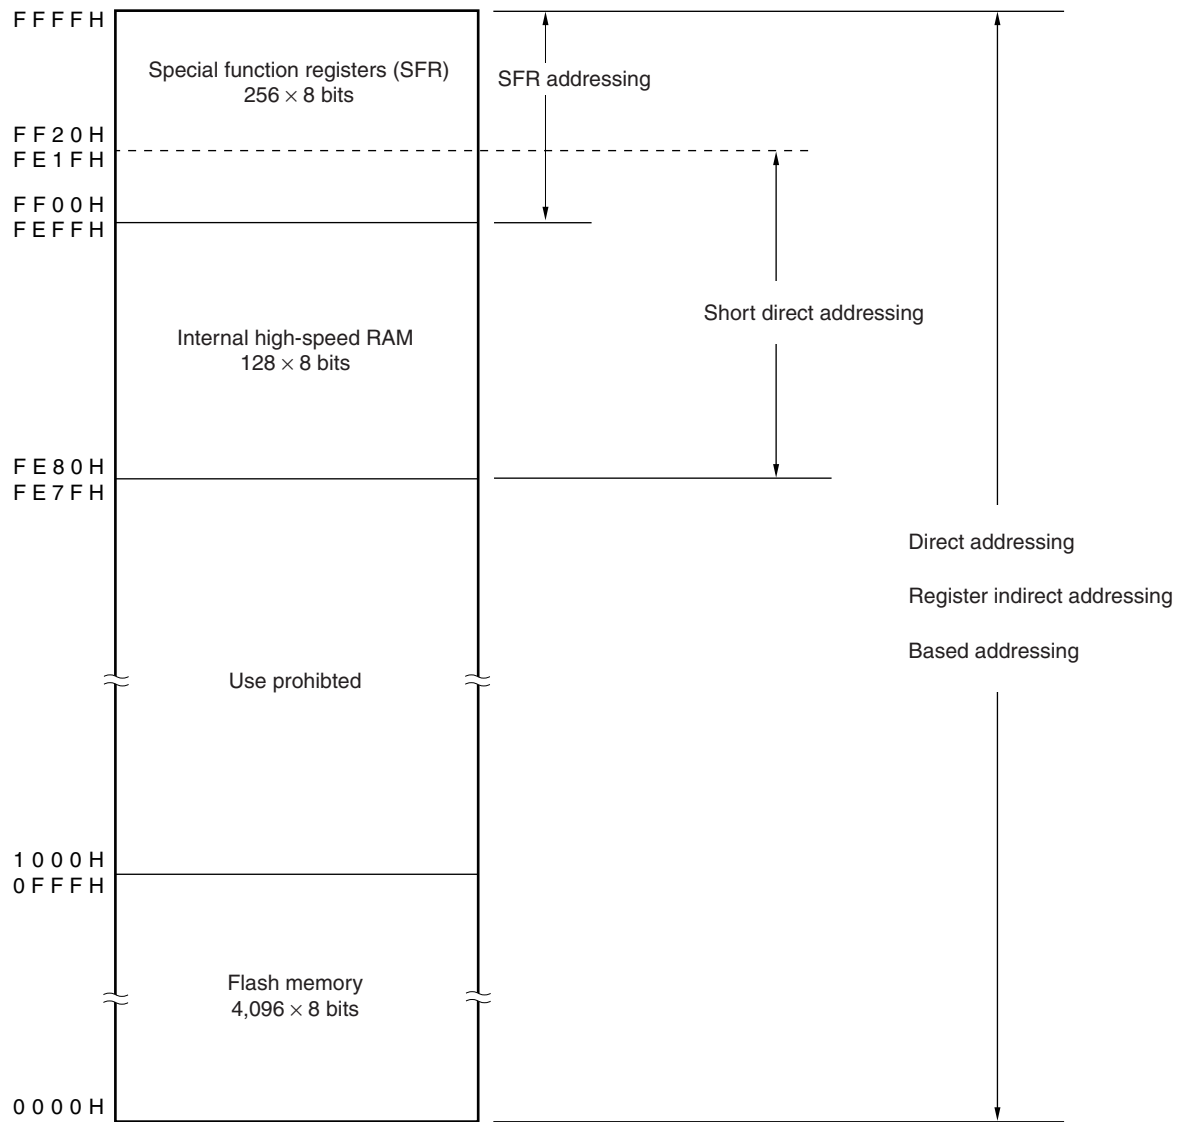 FFFFH
Special function registers (SFR)
256 × 8 bits
SFR addressing
FF20H
FE1FH
FF00H
FEFFH
Short direct addressing
Internal high-speed RAM
128 × 8 bits
FE80H
FE7FH
Direct addressing
Register indirect addressing
Based addressing
Use prohibted
1000H
0FFFH
Flash memory
4,096 × 8 bits
0000H